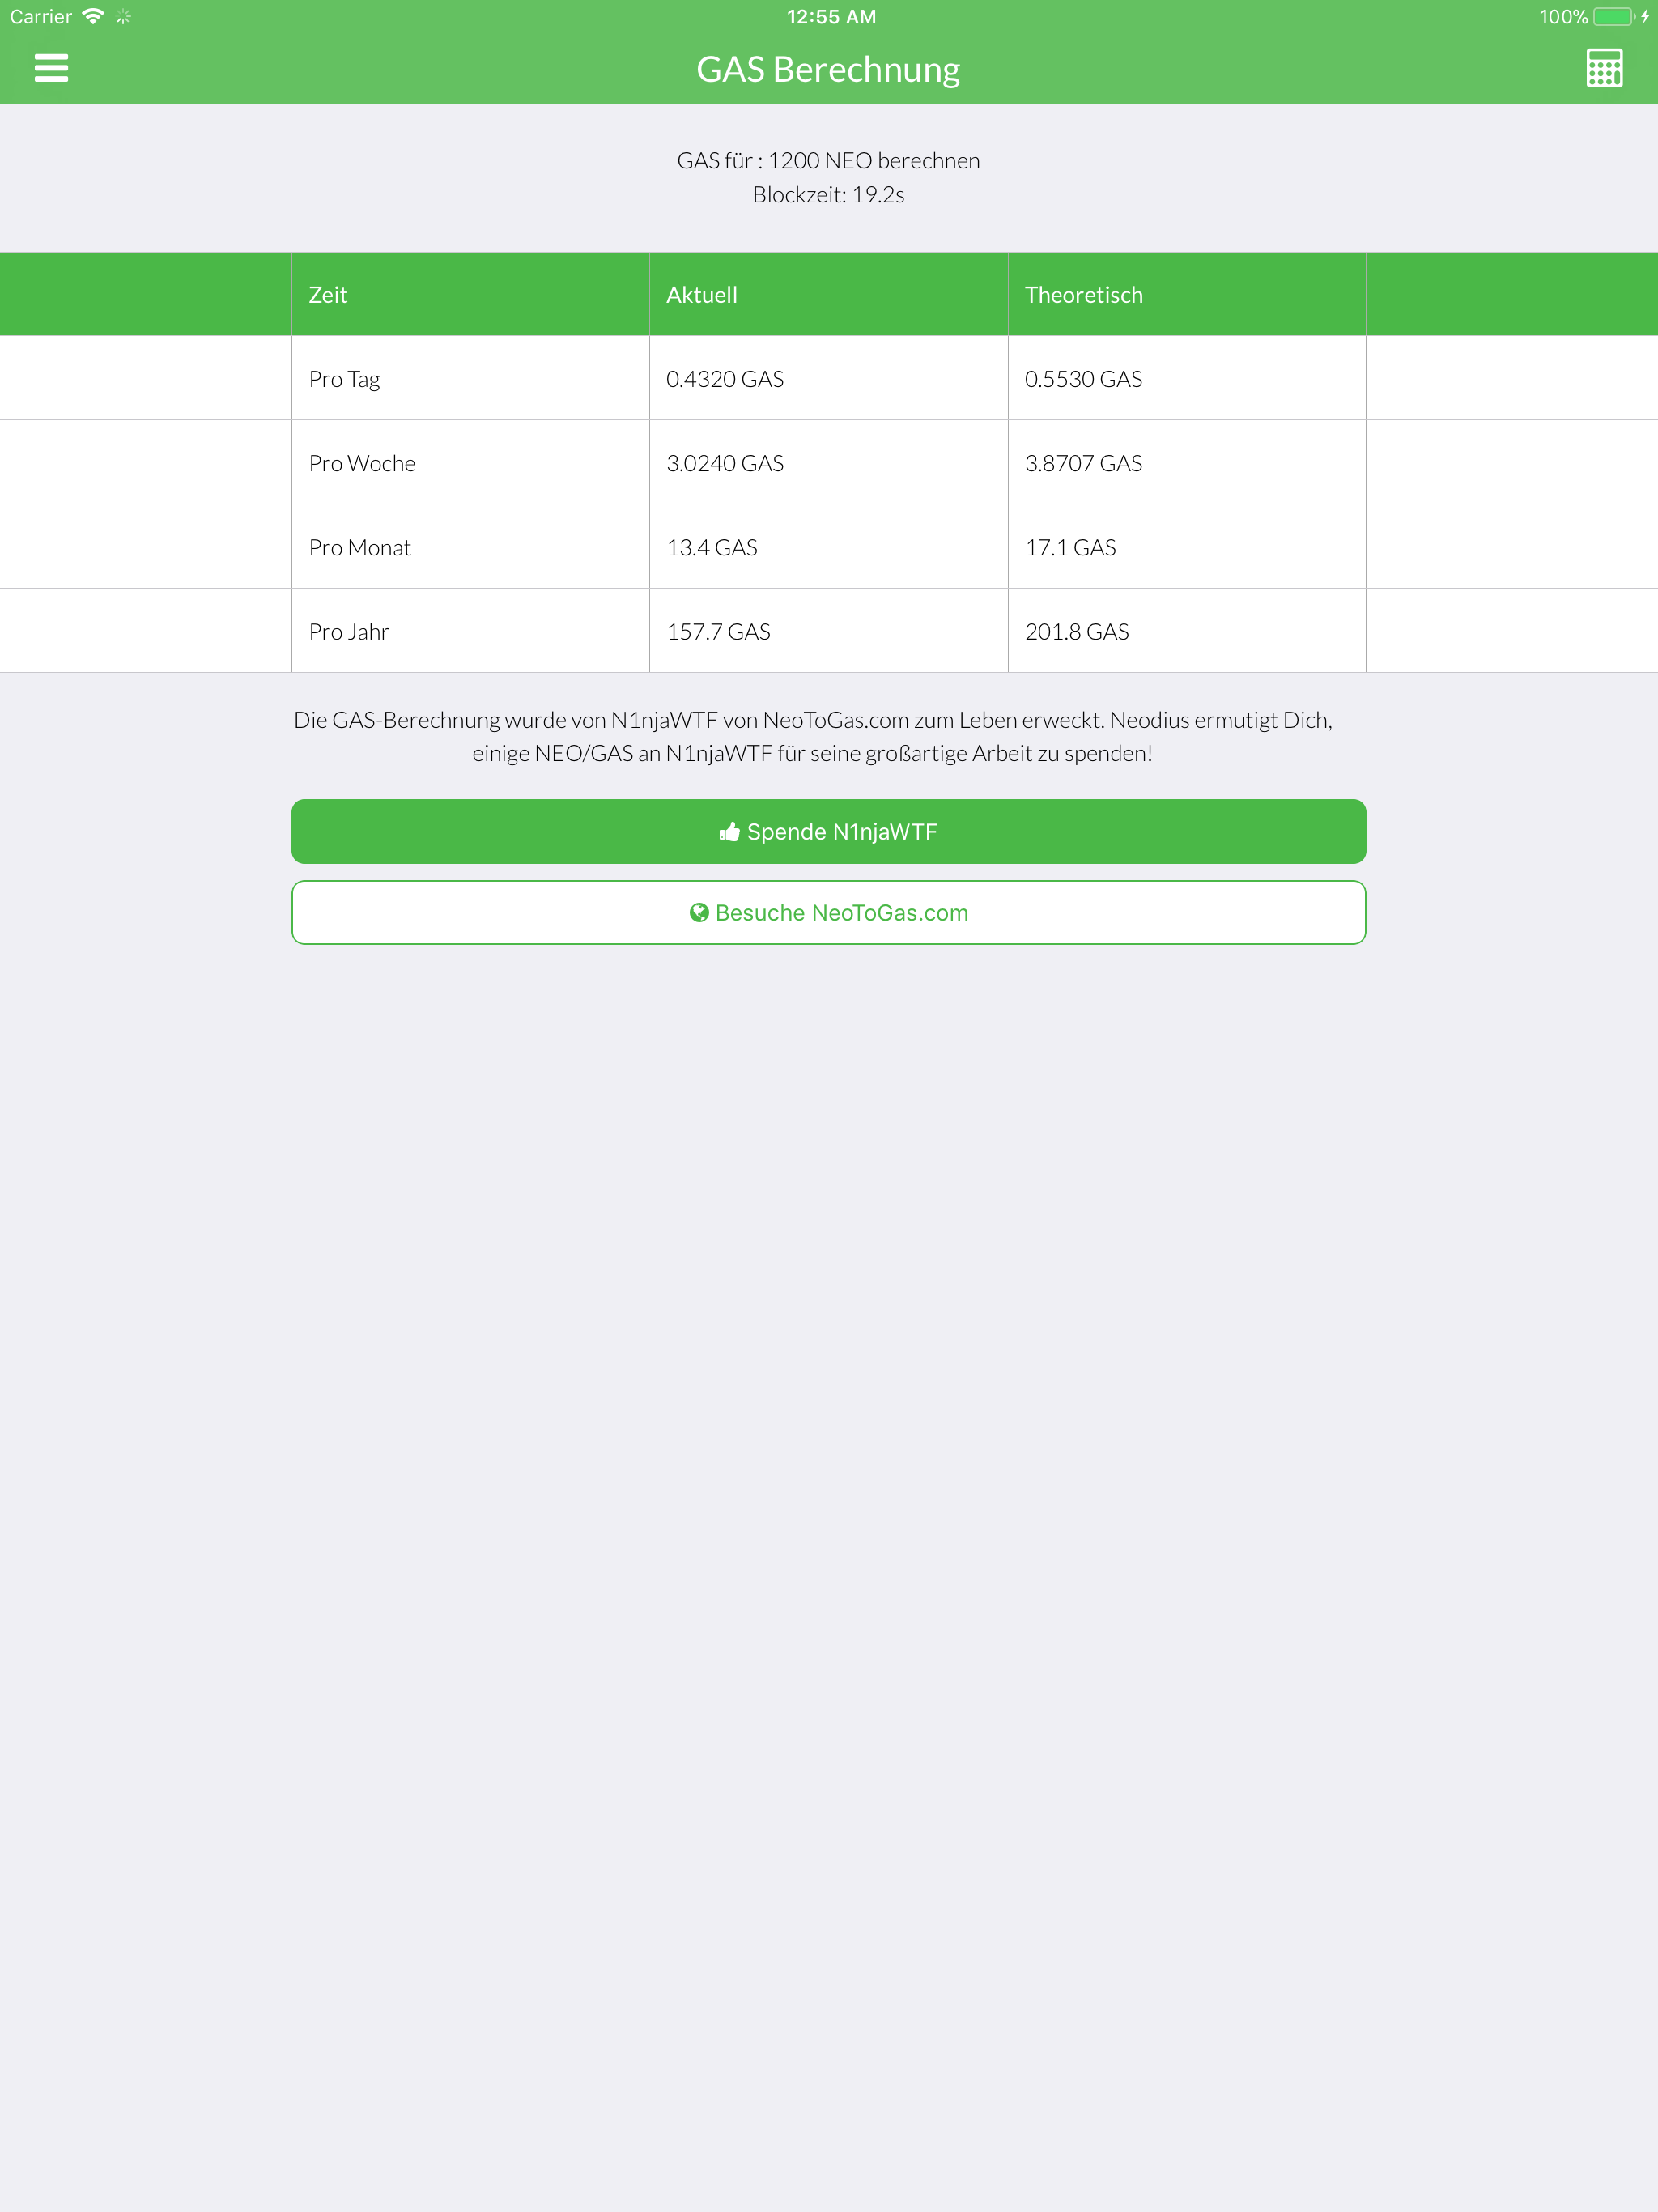 Carrier
12:55 AM
100%
GAS Berechnung
GAS für : 1200 NEO berechnen
Blockzeit: 19.2s
Zeit Aktuell Theoretisch
Pro Tag 0.4320 GAS 0.5530 GAS
Pro Woche 3.0240 GAS 3.8707 GAS
Pro Monat 13.4 GAS 17.1 GAS
Pro Jahr 157.7 GAS 201.8 GAS
Die GAS-Berechnung wurde von N1njaWTF von NeoToGas.com zum Leben erweckt. Neodius ermutigt Dich,
einige NEO/GAS an N1njaWTF für seine großartige Arbeit zu spenden!
Spende N1njaWTF
Besuche NeoToGas.com